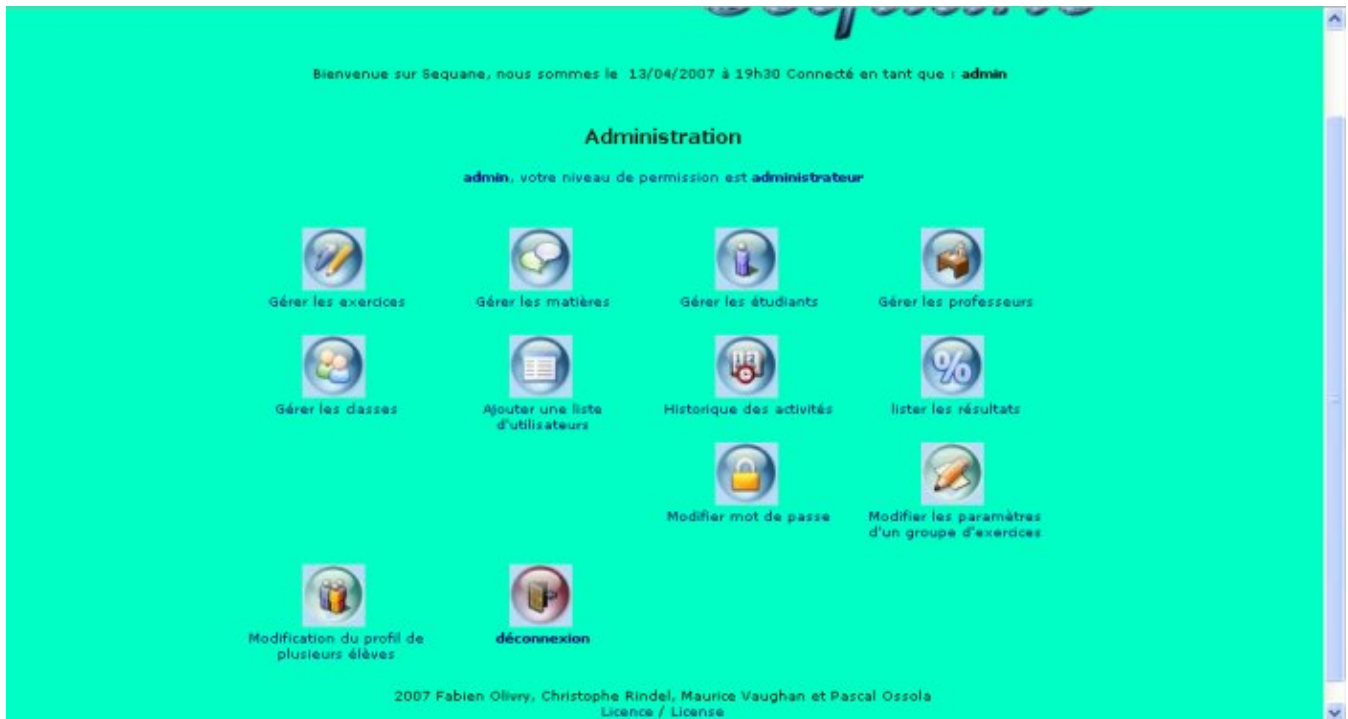 Bienvenue sur Sequane, nous sommes le 13/04/2007 à 19h30 Connecté en tant que : admin
Administration
admin, votre niveau de permission est administrateur
Gérer les exercices
Gérer les matières
Gérer les étudiants
Gérer les professeurs
Gérer les classes
Ajouter une liste
d'utilisateurs
Historique des activités
lister les résultats
Modifier mot de passe
Modifier les paramètres
d'un groupe d'exercices
Modification du profil de
plusieurs élèves
déconnexion
2007 Fabien Olivry, Christophe Rindel, Maurice Vaughan et Pascal Ossola
Licence / License